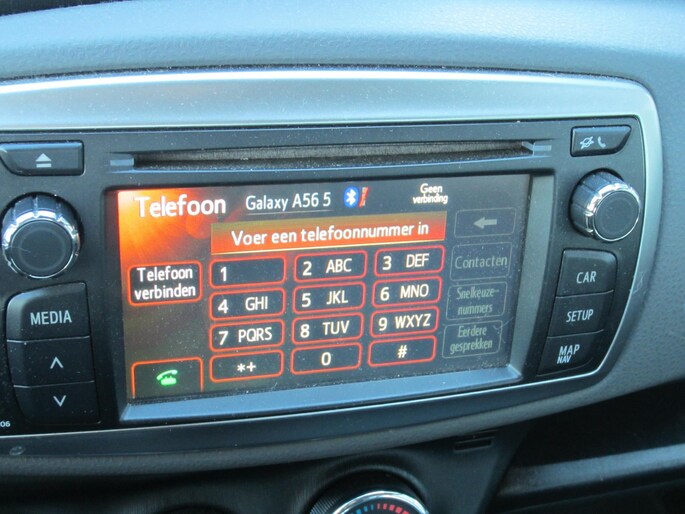 Telefoon Galaxy A56 5 Geen verbinding
Voer een telefoonnummer in
Telefoon
verbinden
1
2 ABC
3 DEF
Contacten
4 GHI
5 JKL
6 MNO
Snelkeuze-
nummers
7 PQRS
8 TUV
9 WXYZ
Eerdere
gesprekken
*+
0
#
MEDIA
CAR
SETUP
MAP
NAV
06